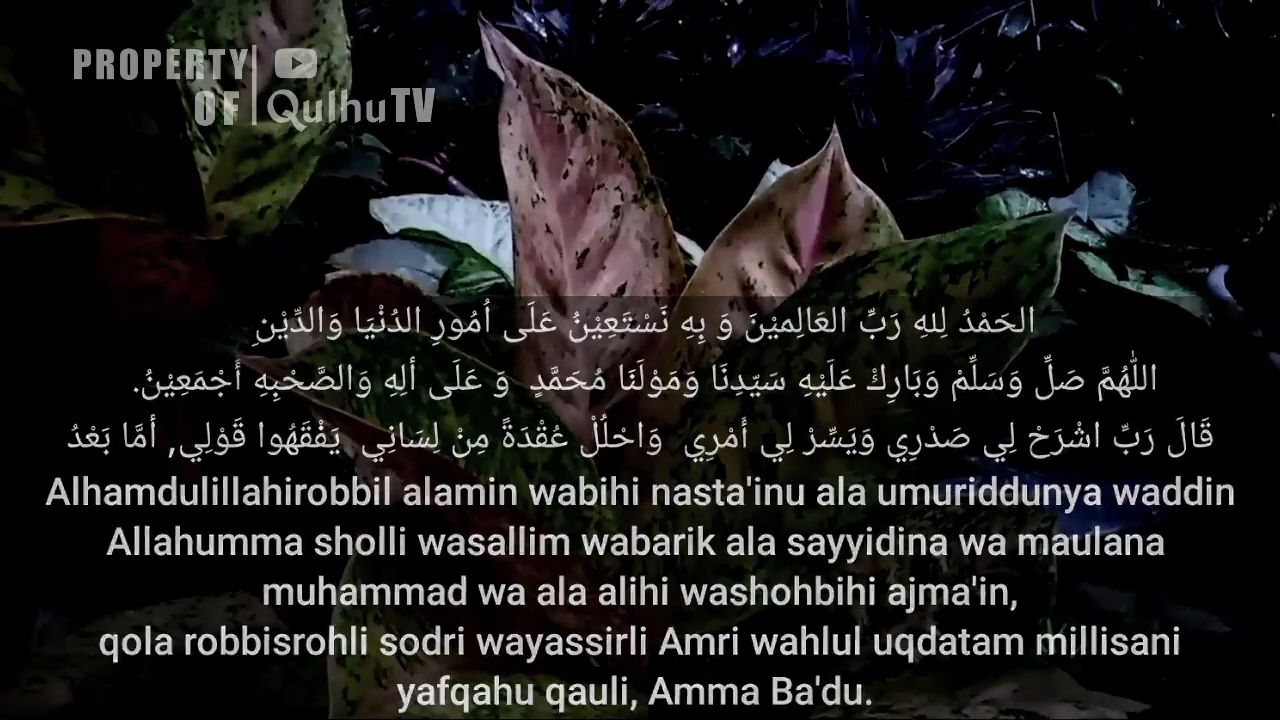 PROPERTY
OF QulhuTV
الحَمْدُ لِلهِ رَبِّ العَالِمِيْنَ وَ بِهِ نَسْتَعِيْنُ عَلَى أُمُورِ الدُنْيَا وَالدِّيْنِ
اللّٰهُمَّ صَلِّ وَسَلِّمْ وَبَارِكْ عَلَيْهِ سَيِّدِنَا وَمَوْلَنَا مُحَمَّدٍ وَ عَلَى ألِهِ وَالصَّحْبِهِ أَجْمَعِيْنُ.
قَالَ رَبِّ اشْرَحْ لِي صَدْرِي وَيَسِّرْ لِي أَمْرِي وَاحْلُلْ عُقْدَةً مِنْ لِسَانِي يَفْقَهُوا قَوْلِي, أمَّا بَعْدُ
Alhamdulillahirobbil alamin wabihi nasta'inu ala umuriddunya waddin
Allahumma sholli wasallim wabarik ala sayyidina wa maulana
muhammad wa ala alihi washohbihi ajma'in,
qola robbisrohli sodri wayassirli Amri wahlul uqdatam millisani
yafqahu qauli, Amma Ba'du.